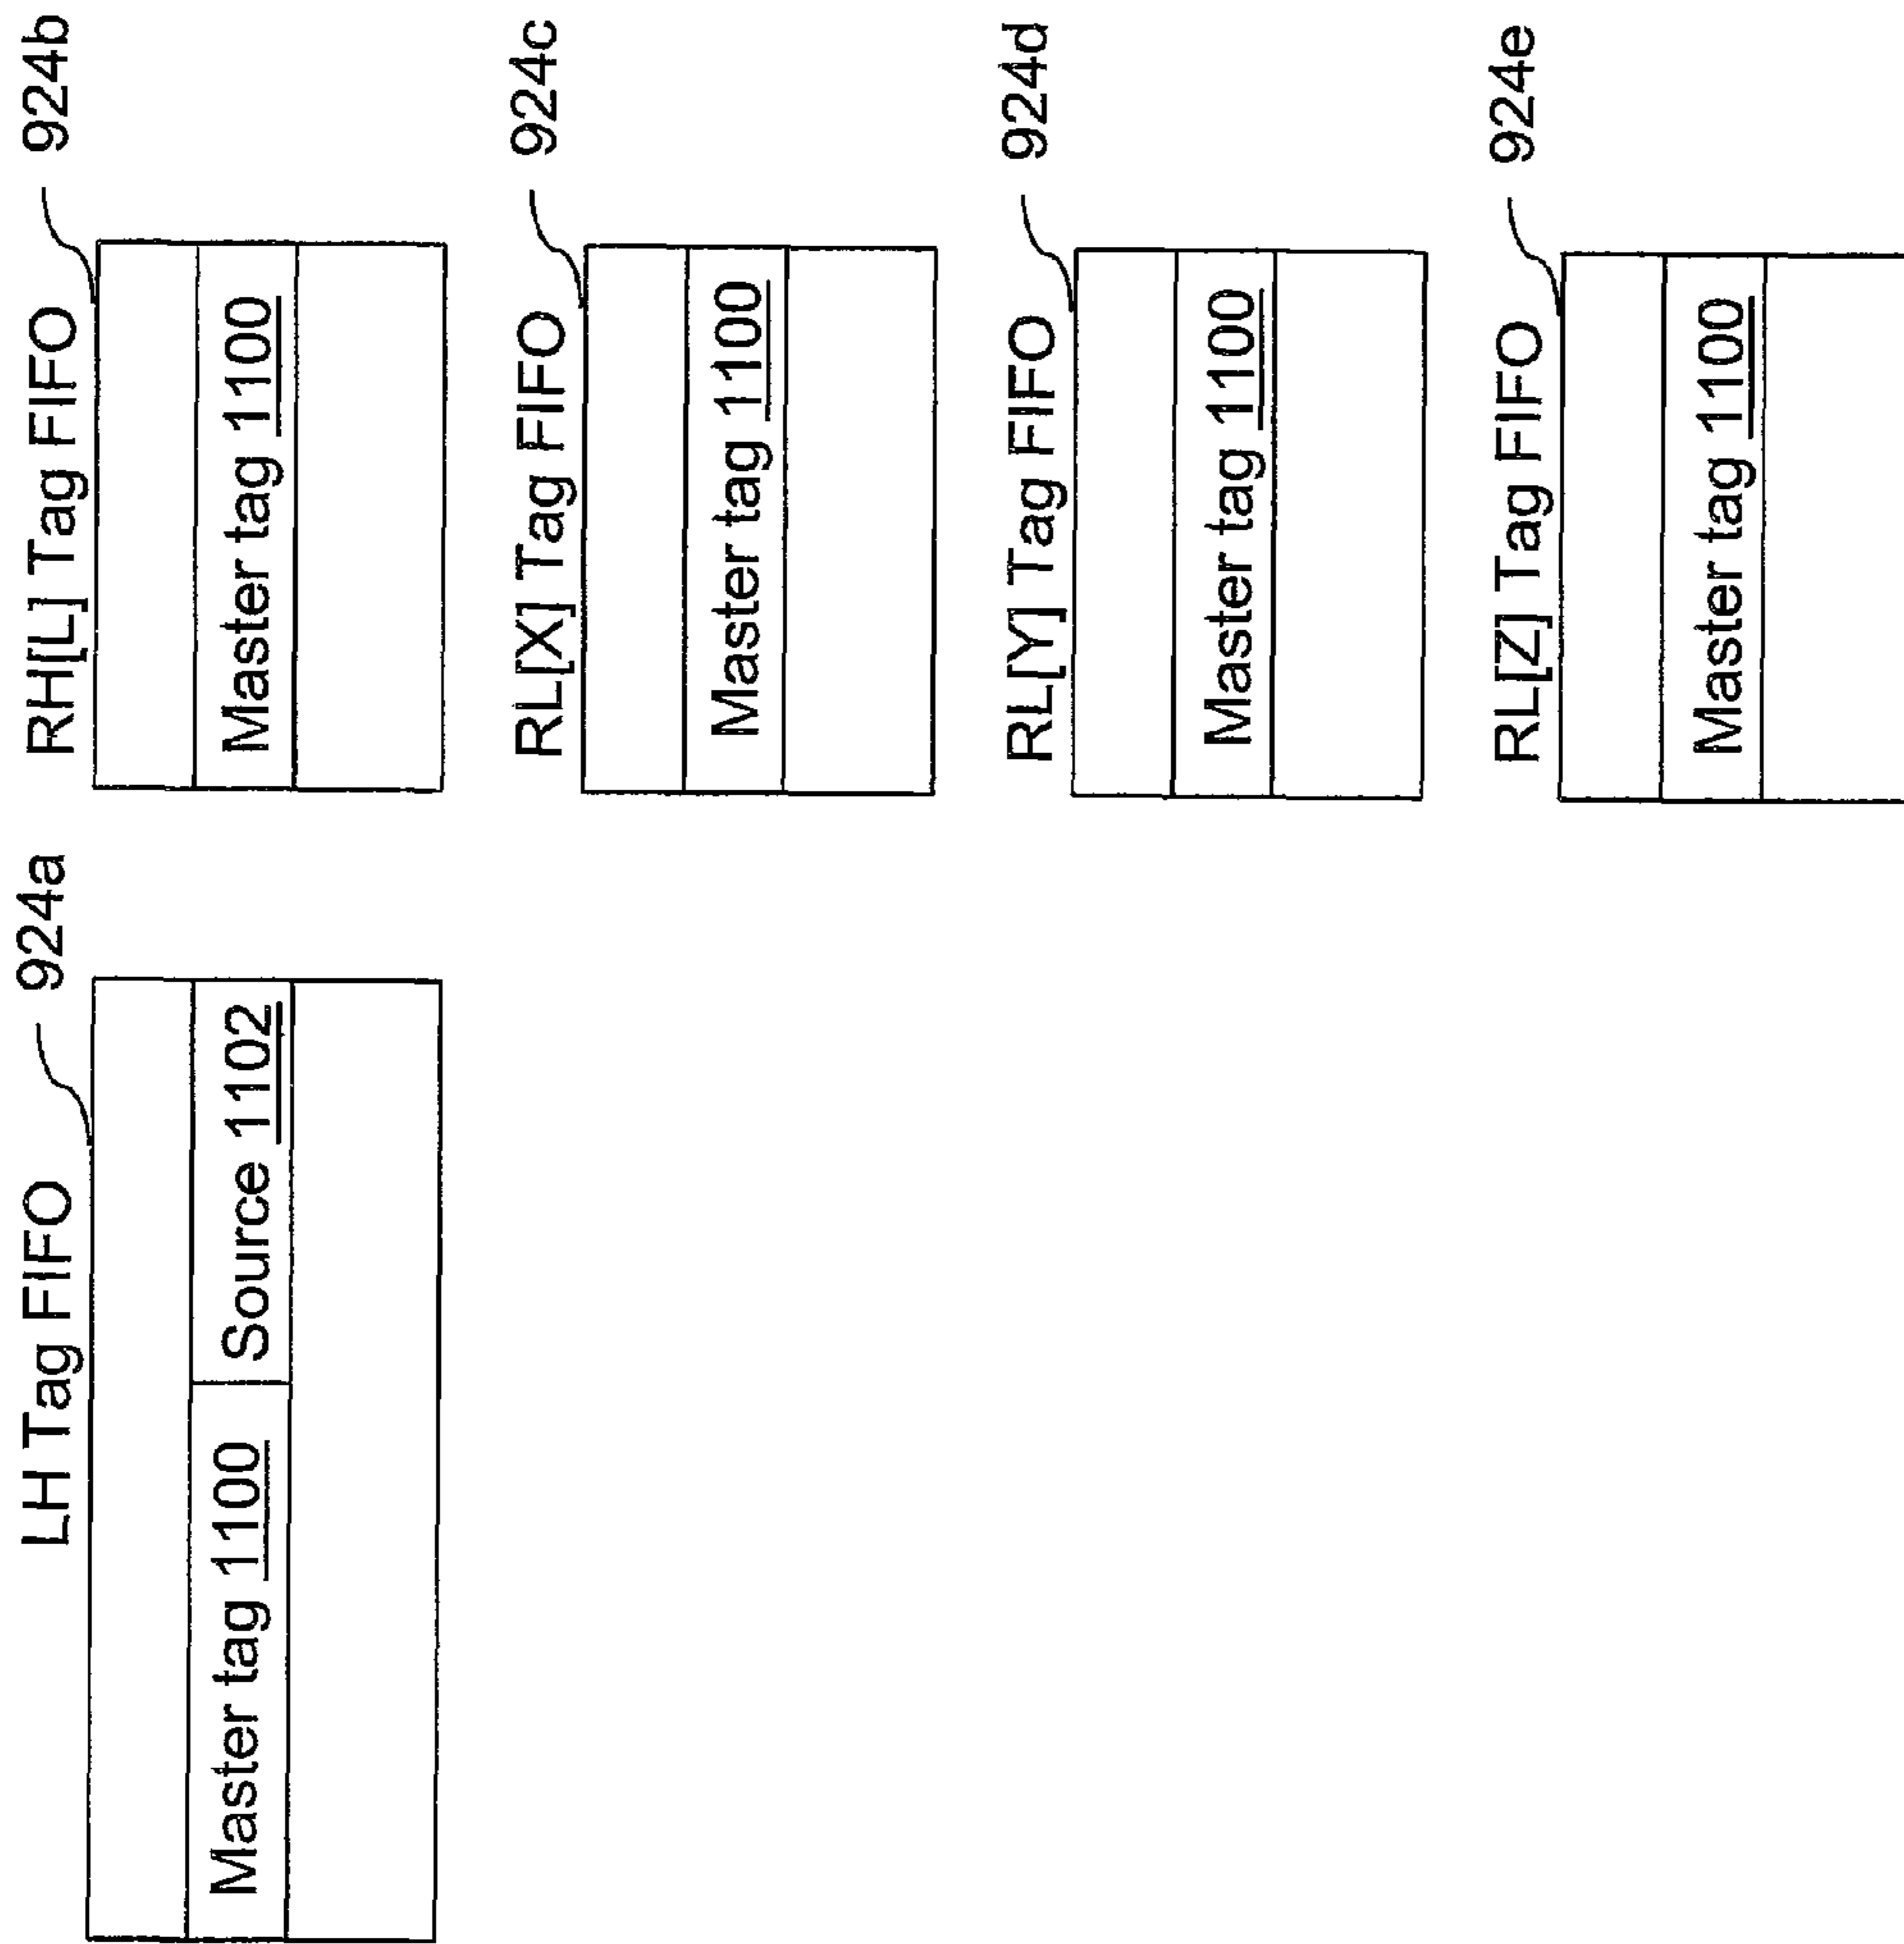 LH Tag FIFO
924a
Master tag 1100
Source 1102
RH[L] Tag FIFO
924b
Master tag 1100
RL[X] Tag FIFO
924c
Master tag 1100
RL[Y] Tag FIFO
924d
Master tag 1100
RL[Z] Tag FIFO
924e
Master tag 1100